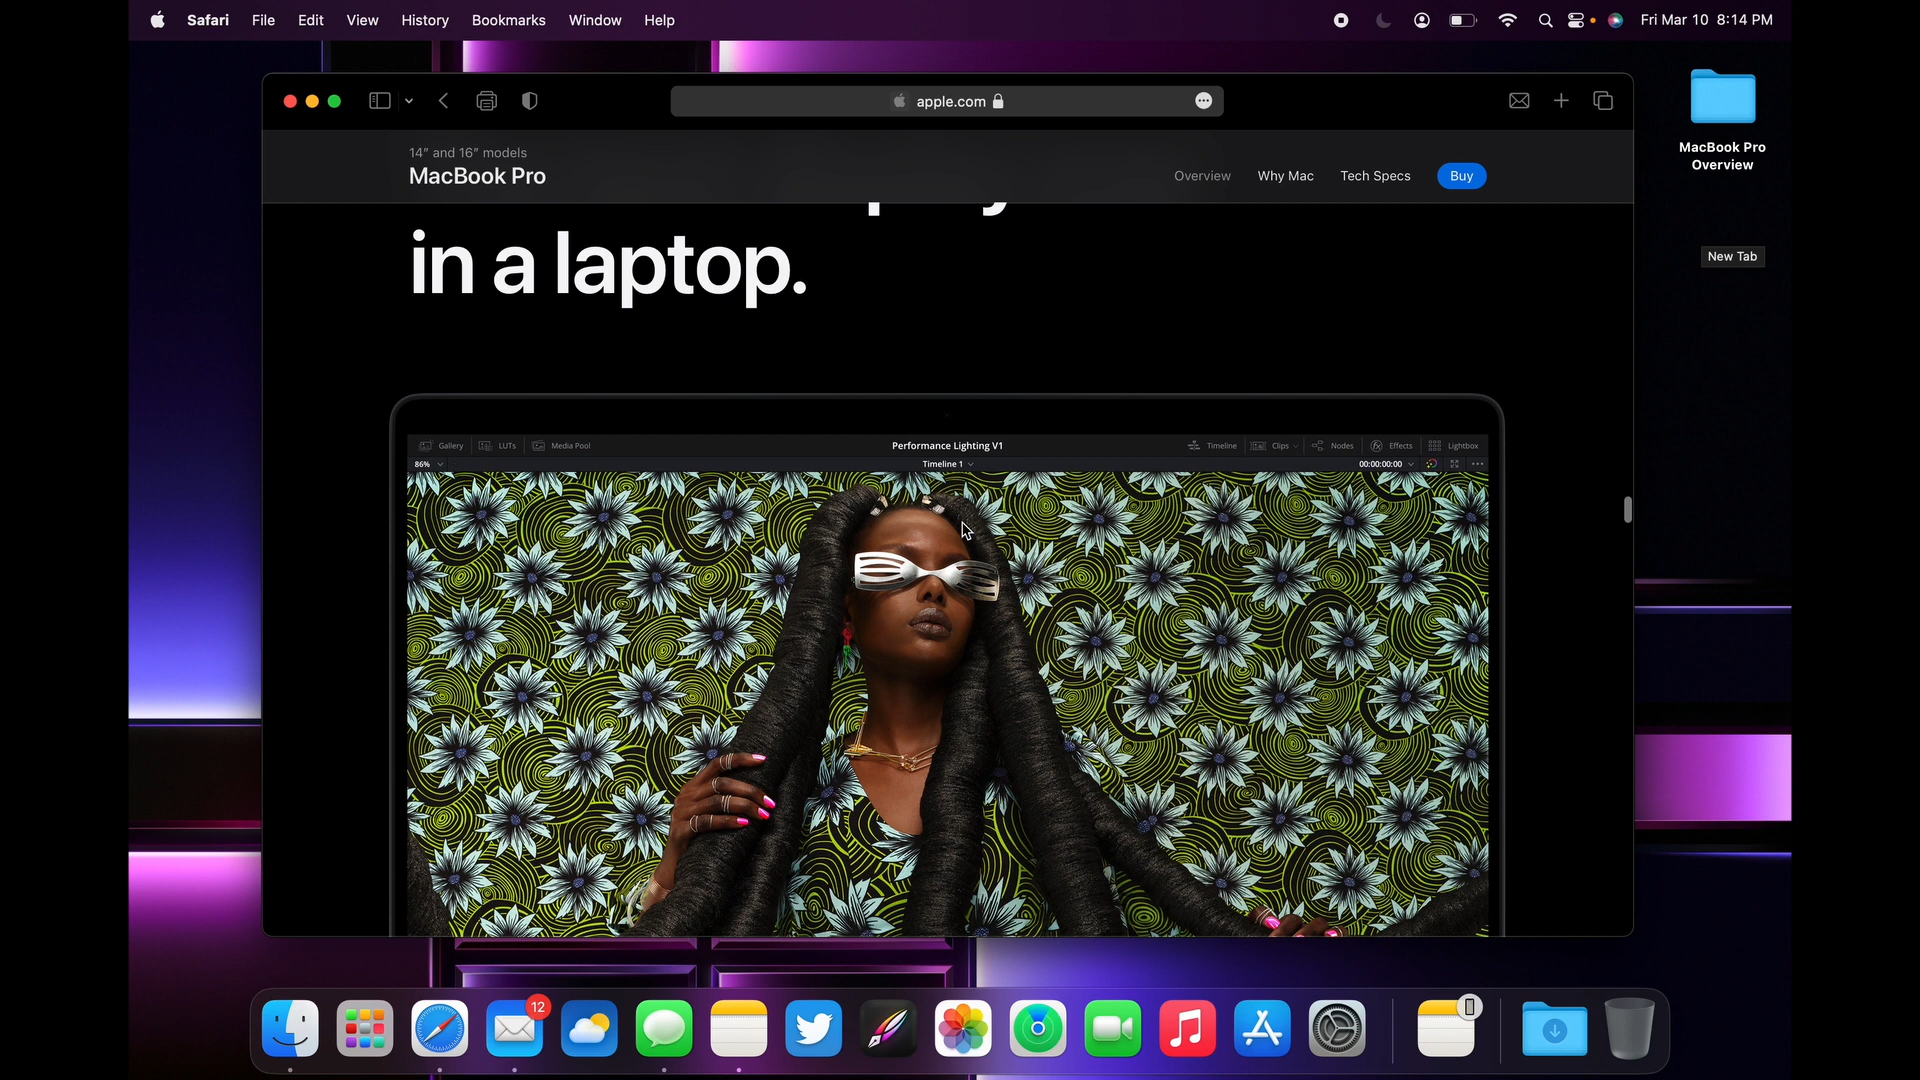 Safari File Edit View History Bookmarks Window Help Fri Mar 10 8:14 PM
apple.com
14" and 16" models
MacBook Pro
Overview Why Mac Tech Specs Buy
MacBook Pro
Overview
New Tab
in a laptop.
Gallery LUTs Media Pool Performance Lighting V1 Timeline Clips Nodes Effects Lightbox
86% Timeline 1 00:00:00:00
12